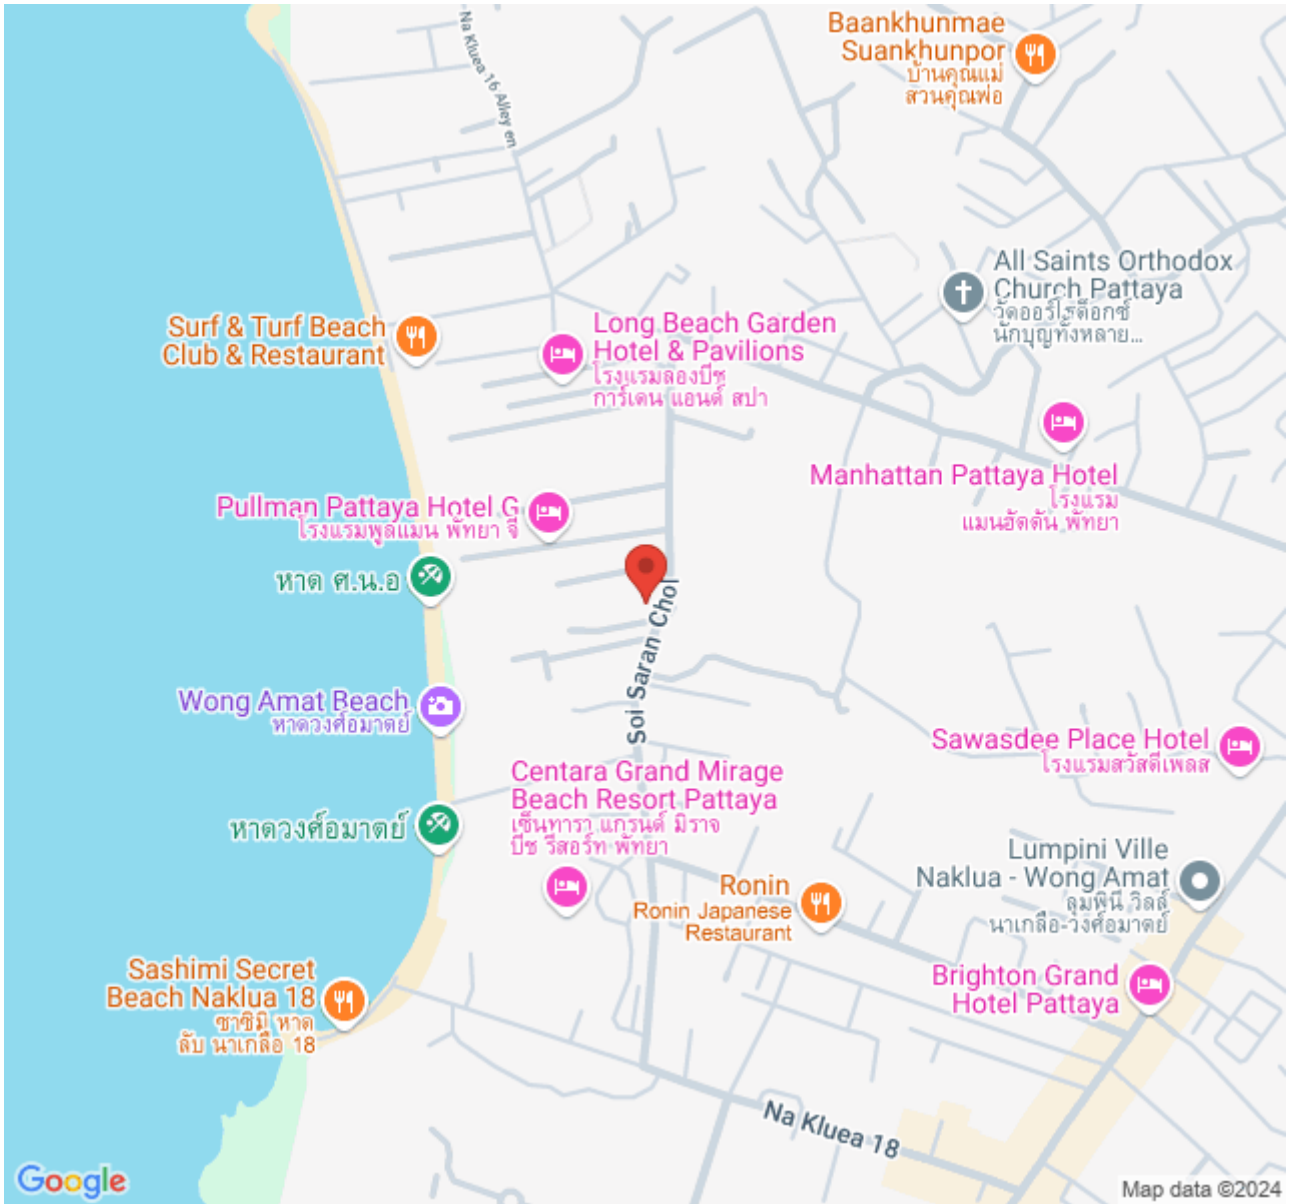 Na Kluea 16 Alley en
Baankhunmae
Suankhunpor
บ้านคุณแม่
สวนคุณพ่อ
All Saints Orthodox
Church Pattaya
วัดออร์โธด็อกซ์
นักบุญทั้งหลาย...
Surf & Turf Beach
Club & Restaurant
Long Beach Garden
Hotel & Pavilions
โรงแรมลองบีช
การ์เดน แอนด์ สปา
Manhattan Pattaya Hotel
โรงแรม
แมนฮัตตัน พัทยา
Pullman Pattaya Hotel G
โรงแรมพูลแมน พัทยา จี
หาด ศ.น.อ
Soi Saran Chol
Wong Amat Beach
หาดวงศ์อมาตย์
Sawasdee Place Hotel
โรงแรมสวัสดีเพลส
Centara Grand Mirage
Beach Resort Pattaya
เซ็นทารา แกรนด์ มิราจ
บีช รีสอร์ท พัทยา
หาดวงศ์อมาตย์
Lumpini Ville
Naklua - Wong Amat
ลุมพินี วิลล์
นาเกลือ-วงศ์อมาตย์
Ronin
Ronin Japanese
Restaurant
Brighton Grand
Hotel Pattaya
Sashimi Secret
Beach Naklua 18
ซาซิมิ หาด
ลับ นาเกลือ 18
Na Kluea 18
Google
Map data ©2024